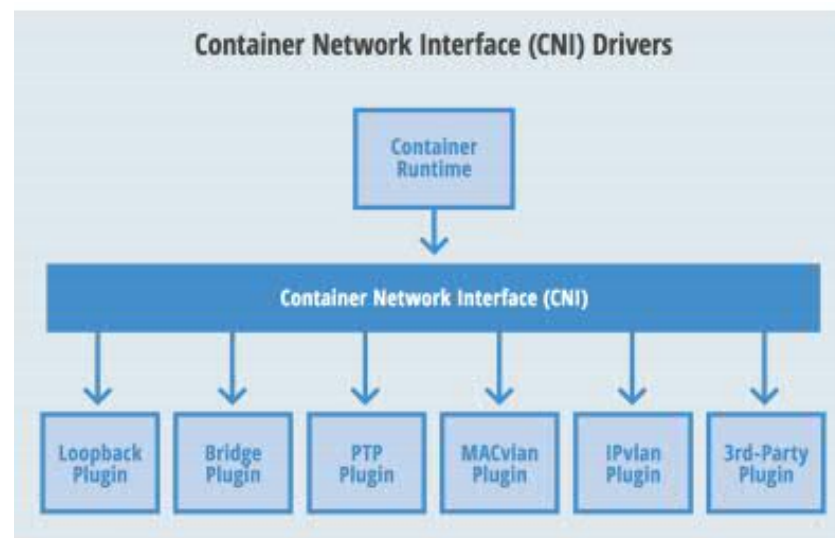 Container Network Interface (CNI) Drivers
Container
Runtime
Container Network Interface (CNI)
Loopback
Plugin
Bridge
Plugin
PTP
Plugin
MACvlan
Plugin
IPvlan
Plugin
3rd-Party
Plugin